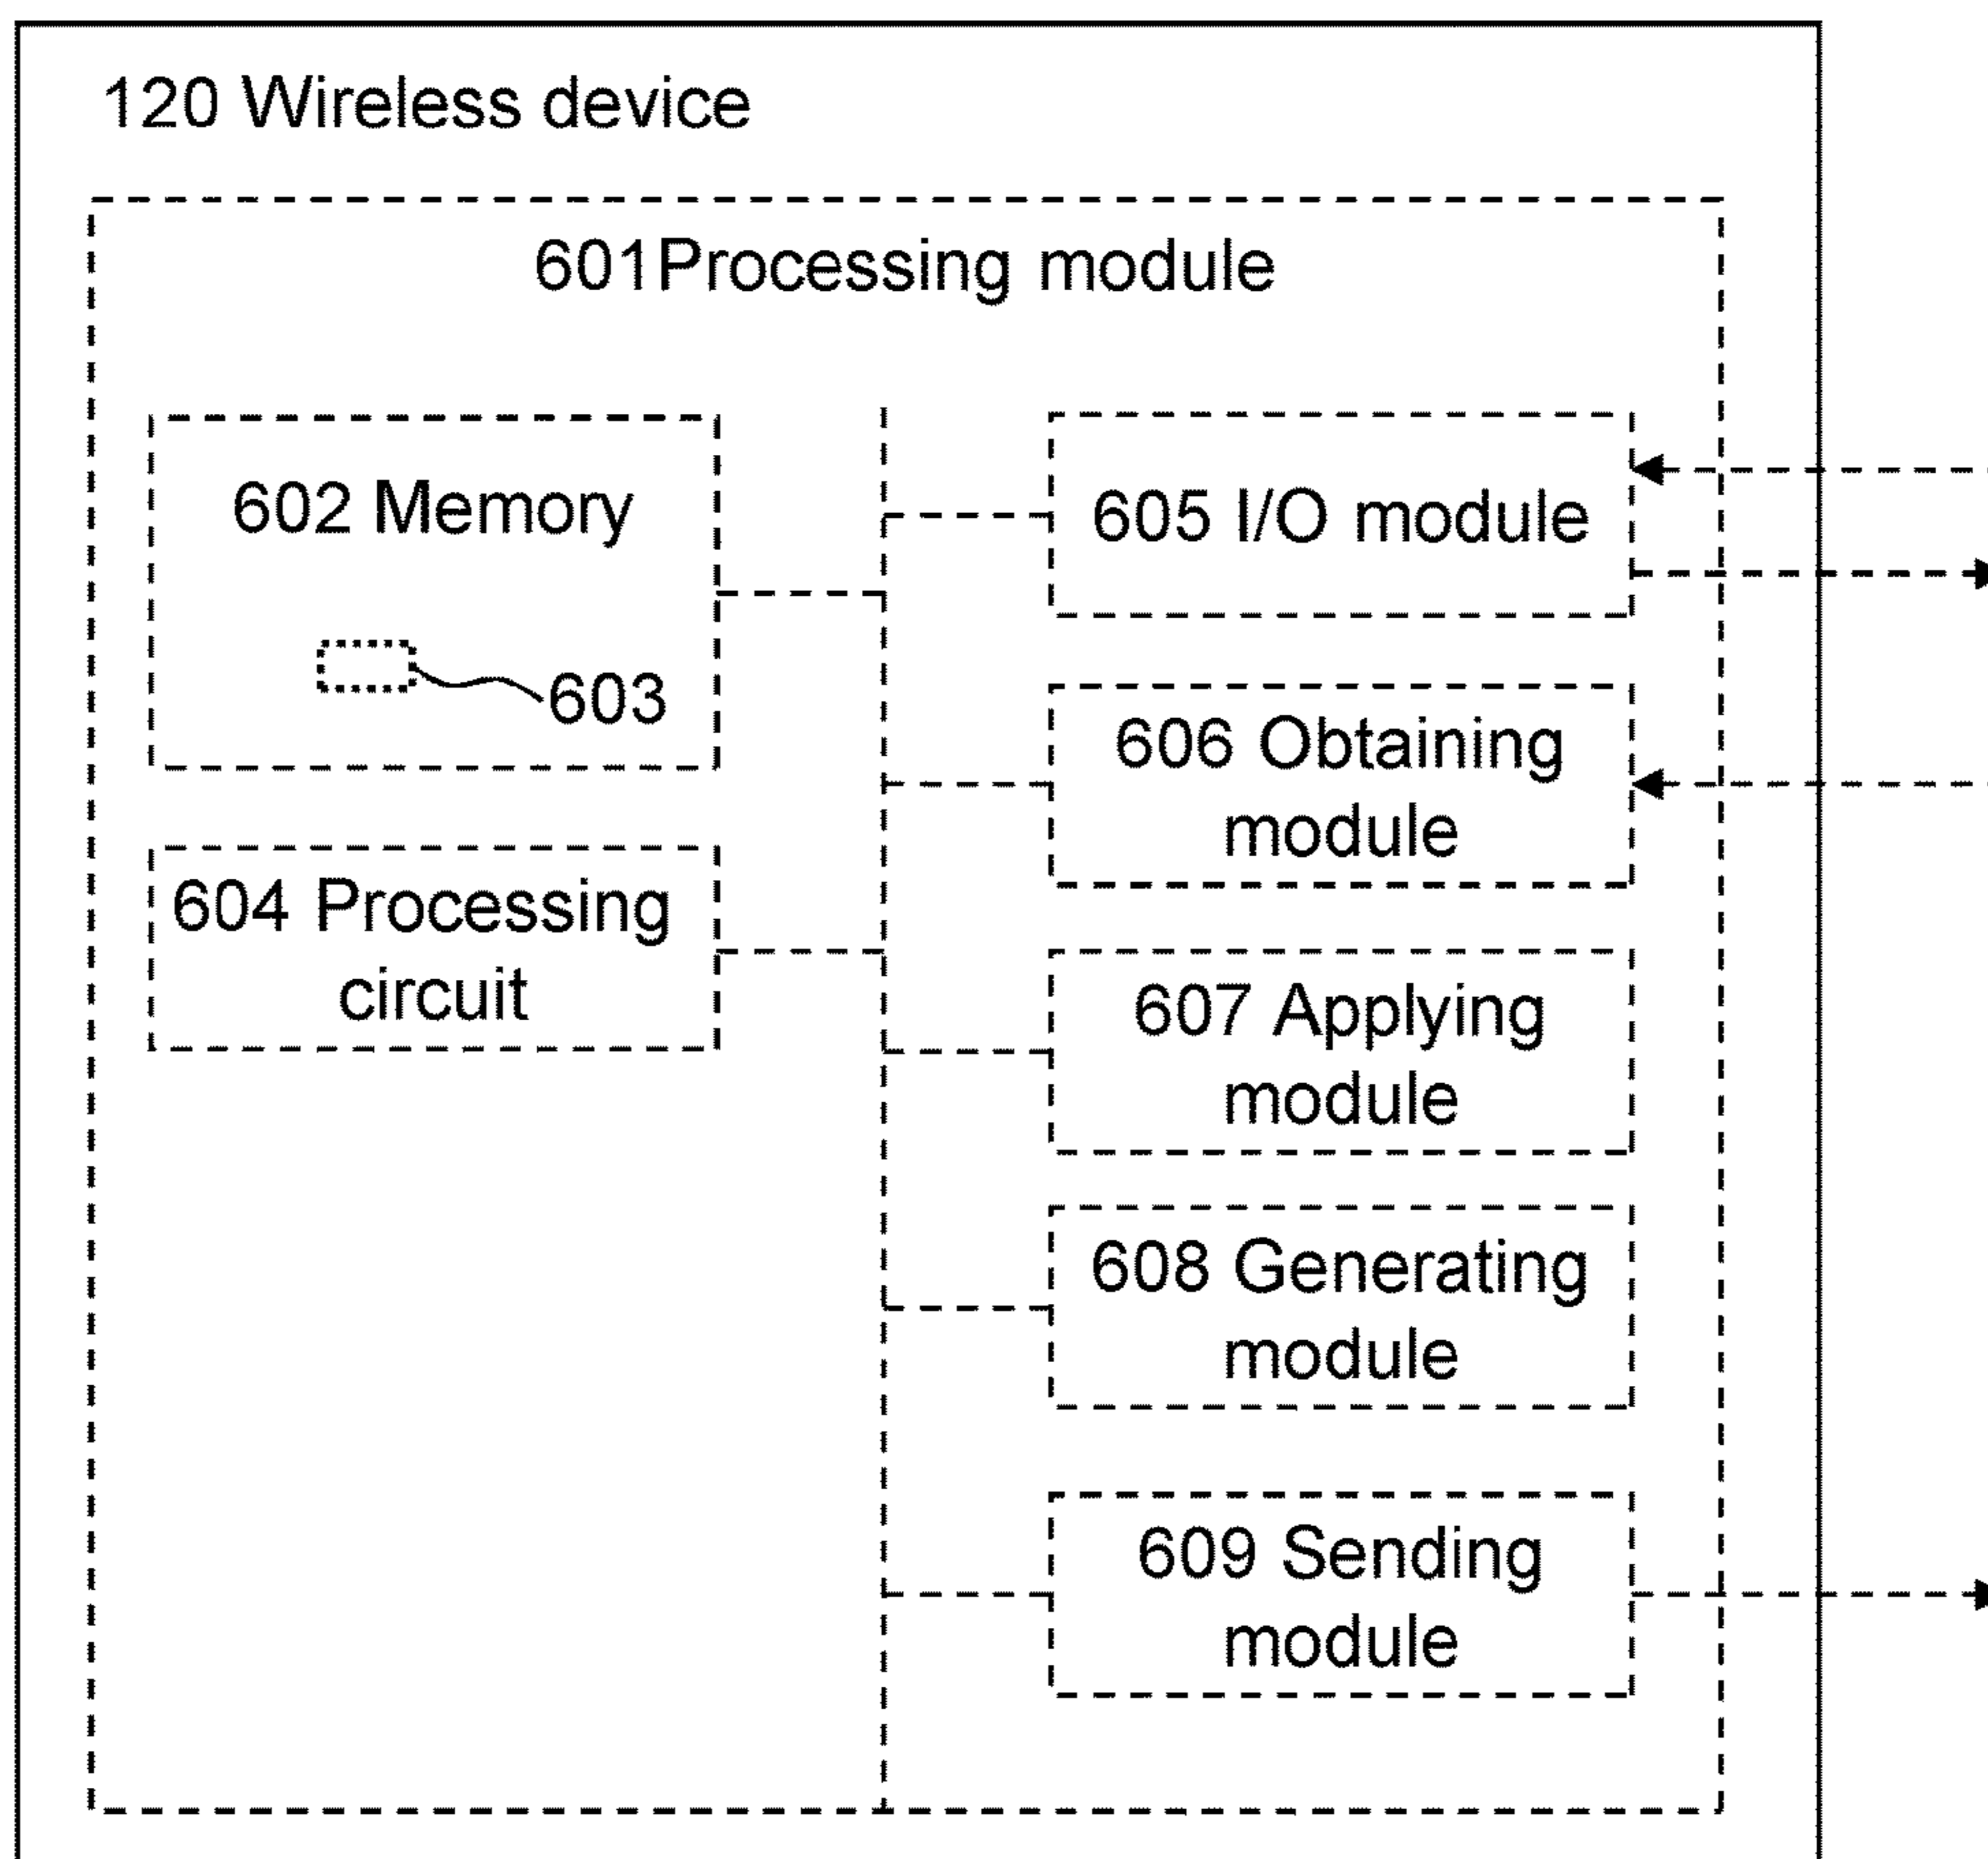 120 Wireless device
601Processing module
602 Memory
603
604 Processing
circuit
605 I/O module
606 Obtaining
module
607 Applying
module
608 Generating
module
609 Sending
module